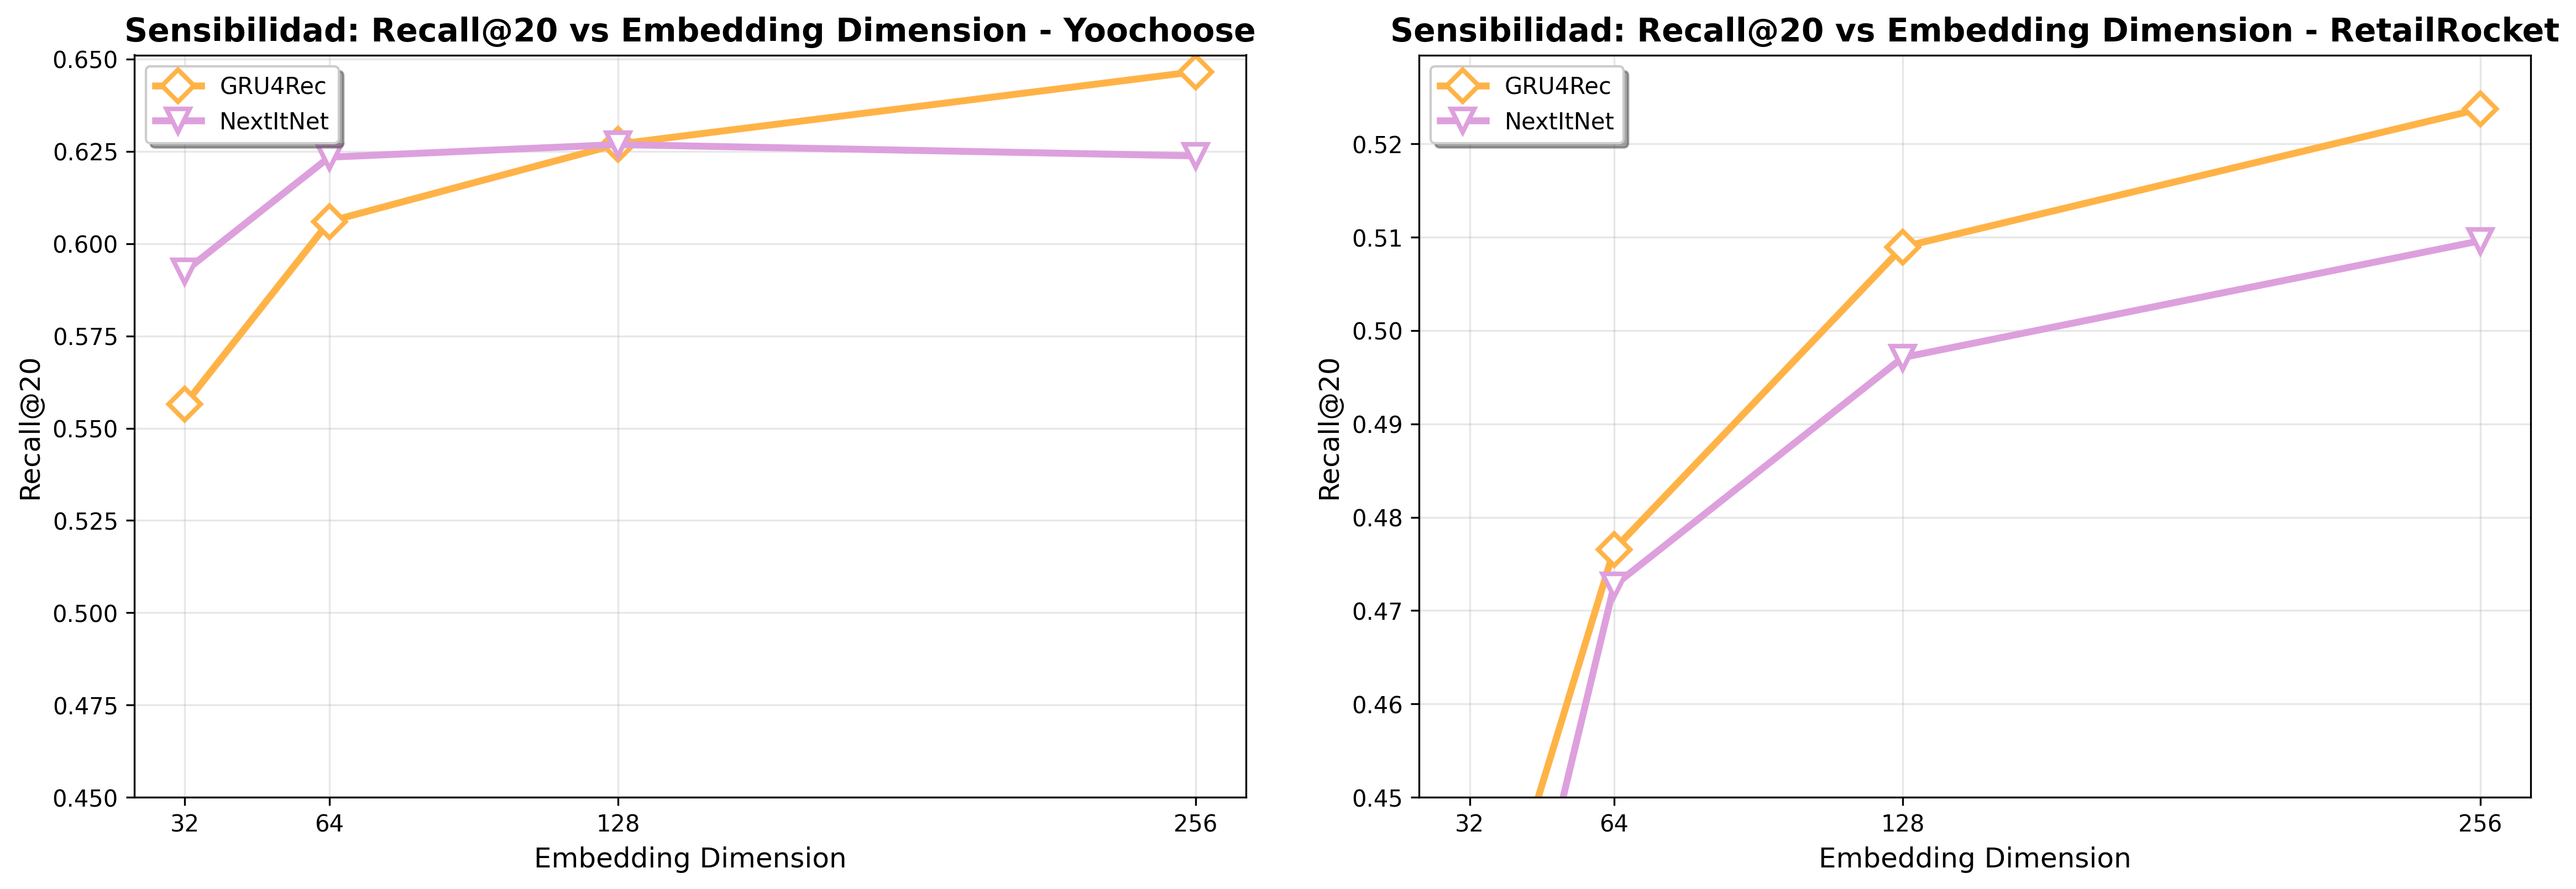 Sensibilidad: Recall@20 vs Embedding Dimension - Yoochoose
GRU4Rec
NextItNet
0.650
0.625
0.600
0.575
0.550
0.525
0.500
0.475
0.450
Recall@20
32
64
128
256
Embedding Dimension
Sensibilidad: Recall@20 vs Embedding Dimension - RetailRocket
GRU4Rec
NextItNet
0.52
0.51
0.50
0.49
0.48
0.47
0.46
0.45
Recall@20
32
64
128
256
Embedding Dimension